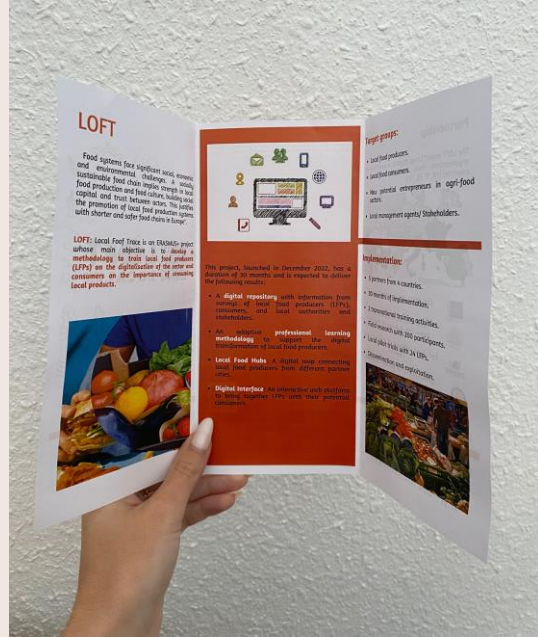 LOFT
Food systems face significant social, economic
and environmental challenges. A socially
sustainable food chain implies strength in local
food production and food culture, building social
capital and trust between actors. This justifies
the promotion of local food production systems
with shorter and safer food chains in Europe".
LOFT: Local Foof Trace is an ERASMUS+ project
whose main objective is to develop a
methodology to train local food producers
(LFPs) on the digitalisation of the sector and
consumers on the importance of consuming
local products.
This project, launched in December 2022, has a
duration of 30 months and is expected to deliver
the following results:
• A digital repository with information from
surveys of local food producers (LFPs),
consumers, and local authorities and
stakeholders.
• An adaptive professional learning
methodology to support the digital
transformation of local food producers.
• Local Food Hubs: A digital map connecting
local food producers from different partner
cities.
• Digital Interface: An interactive web platform
to bring together LFPs with their potential
consumers.
Target groups:
• Local food producers.
• Local food consumers.
• New potential entrepreneurs in agri-food
sectors.
• Local management agents/ Stakeholders.
Implementation:
• 5 partners from 4 countries.
• 30 months of implementation.
• transnational training activities.
• Field research with 200 participants.
• Local pilot trials with 24 LFPs.
• Dissemination and exploitation.